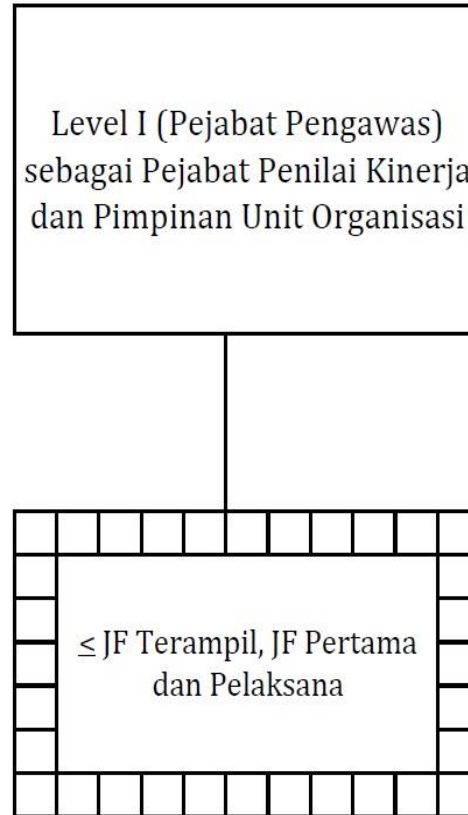 Level I (Pejabat Pengawas)
sebagai Pejabat Penilai Kinerja
dan Pimpinan Unit Organisasi
≤ JF Terampil, JF Pertama
dan Pelaksana